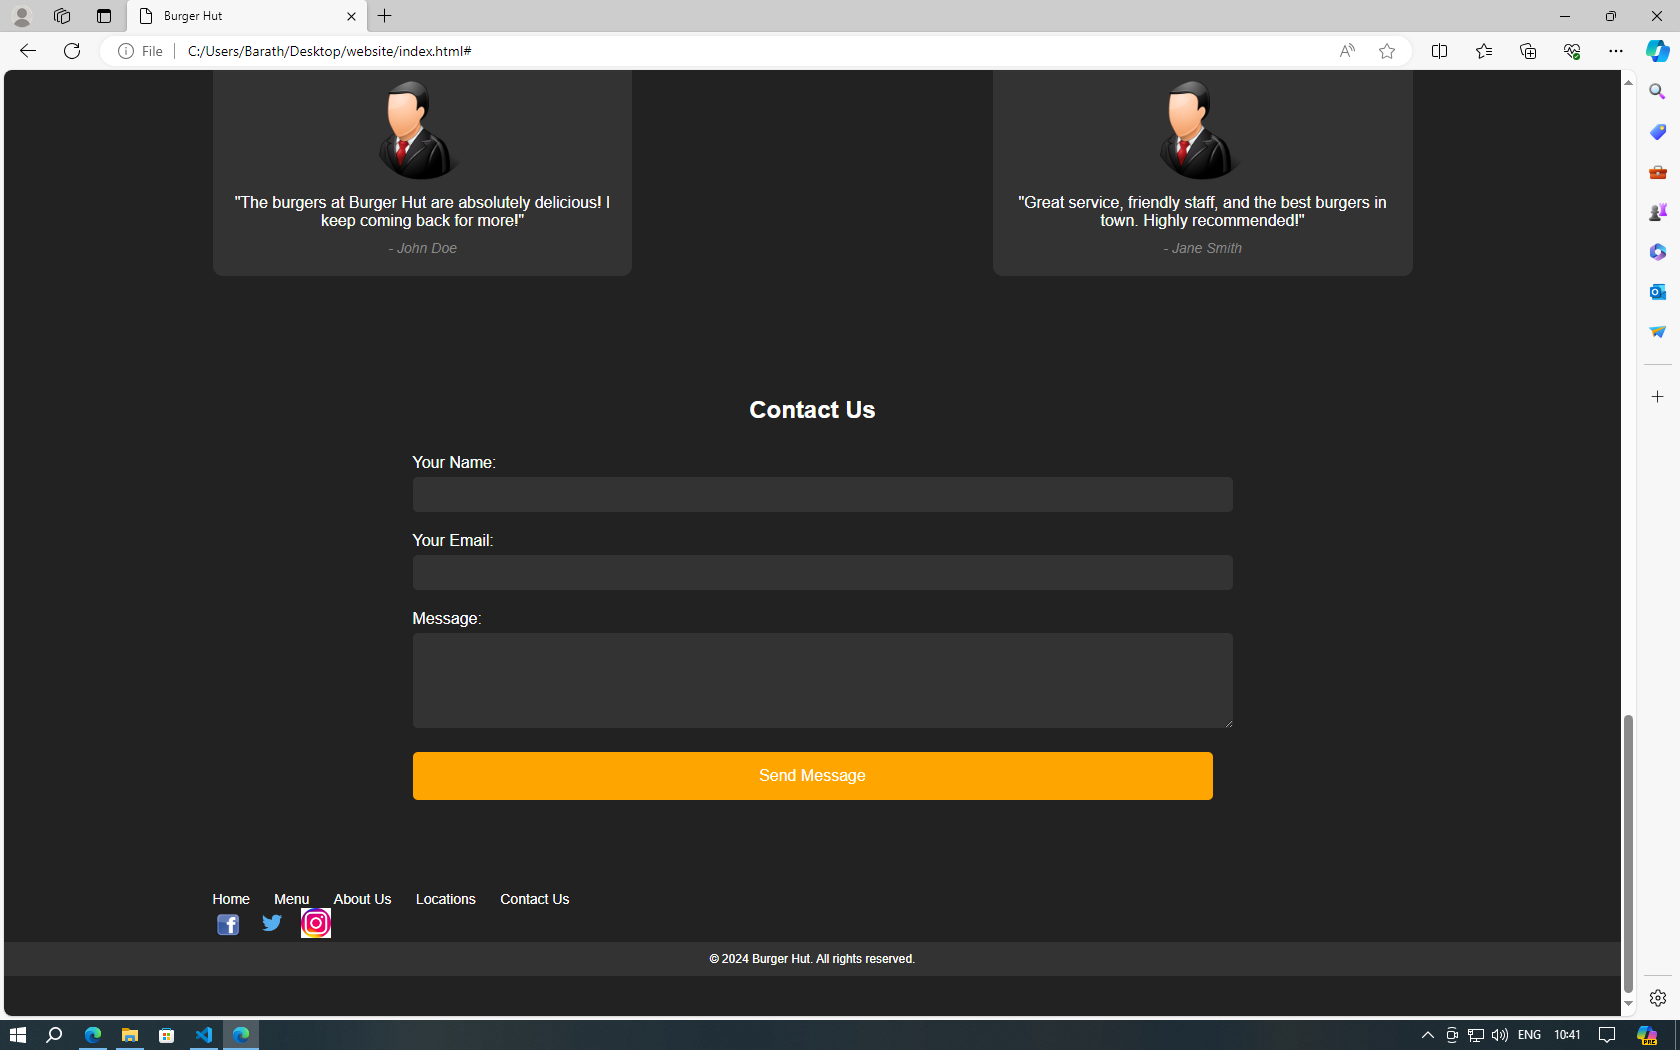 Burger Hut
File
C:/Users/Barath/Desktop/website/index.html#
"The burgers at Burger Hut are absolutely delicious! I
keep coming back for more!"
- John Doe
"Great service, friendly staff, and the best burgers in
town. Highly recommended!"
- Jane Smith
Contact Us
Your Name:
Your Email:
Message:
Send Message
Home Menu About Us Locations Contact Us
© 2024 Burger Hut. All rights reserved.
ENG 10:41
PRE